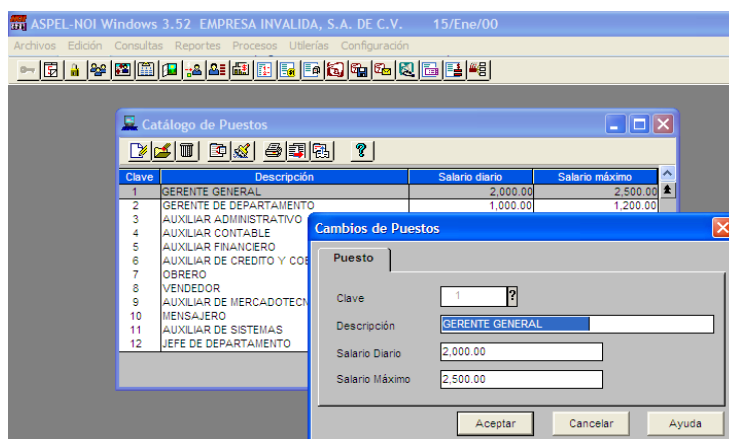 ASPEL-NOI Windows 3.52 EMPRESA INVALIDA, S.A. DE C.V. 15/Ene/00
Archivos Edición Consultas Reportes Procesos Utilerías Configuración
Catálogo de Puestos
Clave Descripción Salario diario Salario máximo
1 GERENTE GENERAL 2,000.00 2,500.00
2 GERENTE DE DEPARTAMENTO 1,000.00 1,200.00
3 AUXILIAR ADMINISTRATIVO
4 AUXILIAR CONTABLE
5 AUXILIAR FINANCIERO
6 AUXILIAR DE CREDITO Y COB
7 OBRERO
8 VENDEDOR
9 AUXILIAR DE MERCADOTECN
10 MENSAJERO
11 AUXILIAR DE SISTEMAS
12 JEFE DE DEPARTAMENTO
Cambios de Puestos
Puesto
Clave 1 ?
Descripción GERENTE GENERAL
Salario Diario 2,000.00
Salario Máximo 2,500.00
Aceptar Cancelar Ayuda